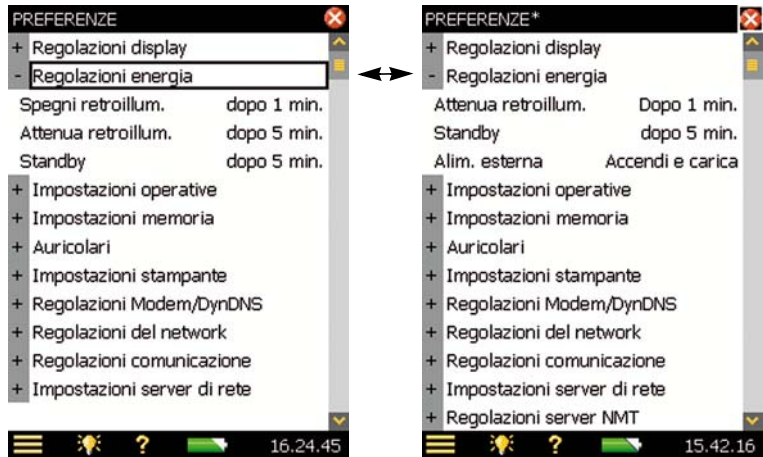 PREFERENZE
+ Regolazioni display
- Regolazioni energia
Spegni retroillum. dopo 1 min.
Attenua retroillum. dopo 5 min.
Standby dopo 5 min.
+ Impostazioni operative
+ Impostazioni memoria
+ Auricolari
+ Impostazioni stampante
+ Regolazioni Modem/DynDNS
+ Regolazioni del network
+ Regolazioni comunicazione
+ Impostazioni server di rete
? 16.24.45
PREFERENZE*
+ Regolazioni display
- Regolazioni energia
Attenua retroillum. Dopo 1 min.
Standby dopo 5 min.
Alim. esterna Accendi e carica
+ Impostazioni operative
+ Impostazioni memoria
+ Auricolari
+ Impostazioni stampante
+ Regolazioni Modem/DynDNS
+ Regolazioni del network
+ Regolazioni comunicazione
+ Impostazioni server di rete
+ Regolazioni server NMT
? 15.42.16